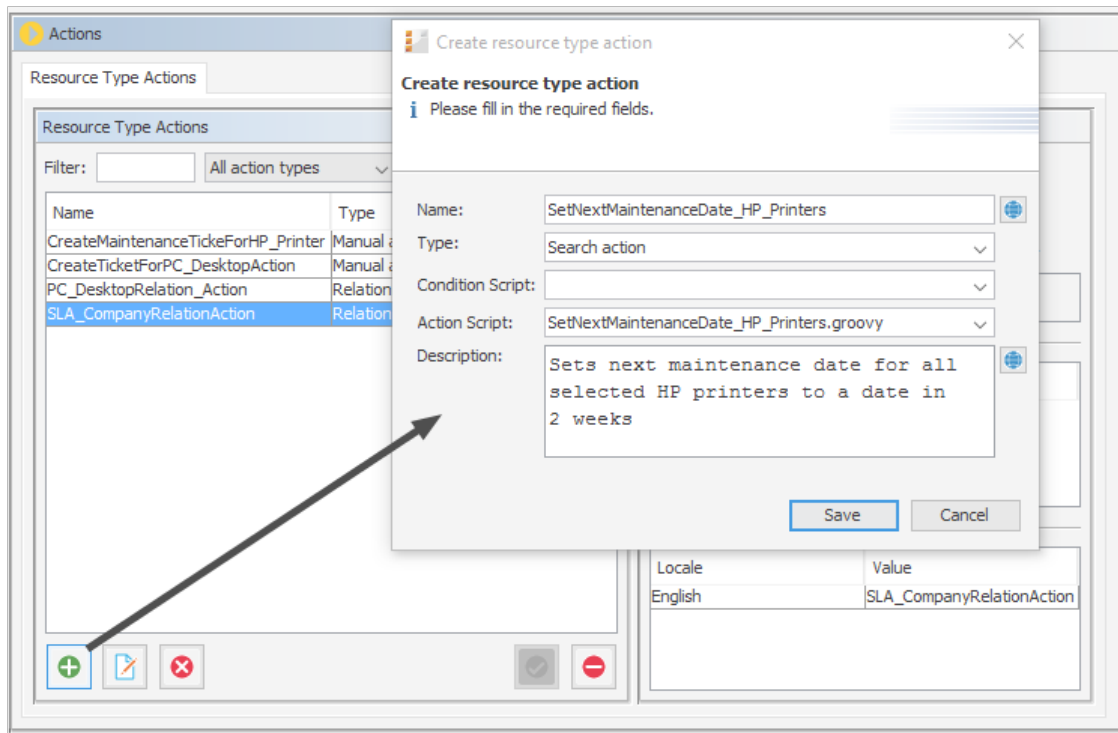 Actions
Resource Type Actions
Resource Type Actions
Filter:
All action types
Name Type
CreateMaintenanceTickeForHP_Printer Manual
CreateTicketForPC_DesktopAction Manual
PC_DesktopRelation_Action Relation
SLA_CompanyRelationAction Relation
Create resource type action
Create resource type action
Please fill in the required fields.
Name: SetNextMaintenanceDate_HP_Printers
Type: Search action
Condition Script:
Action Script: SetNextMaintenanceDate_HP_Printers.groovy
Description: Sets next maintenance date for all
selected HP printers to a date in
2 weeks
Save Cancel
Locale Value
English SLA_CompanyRelationAction